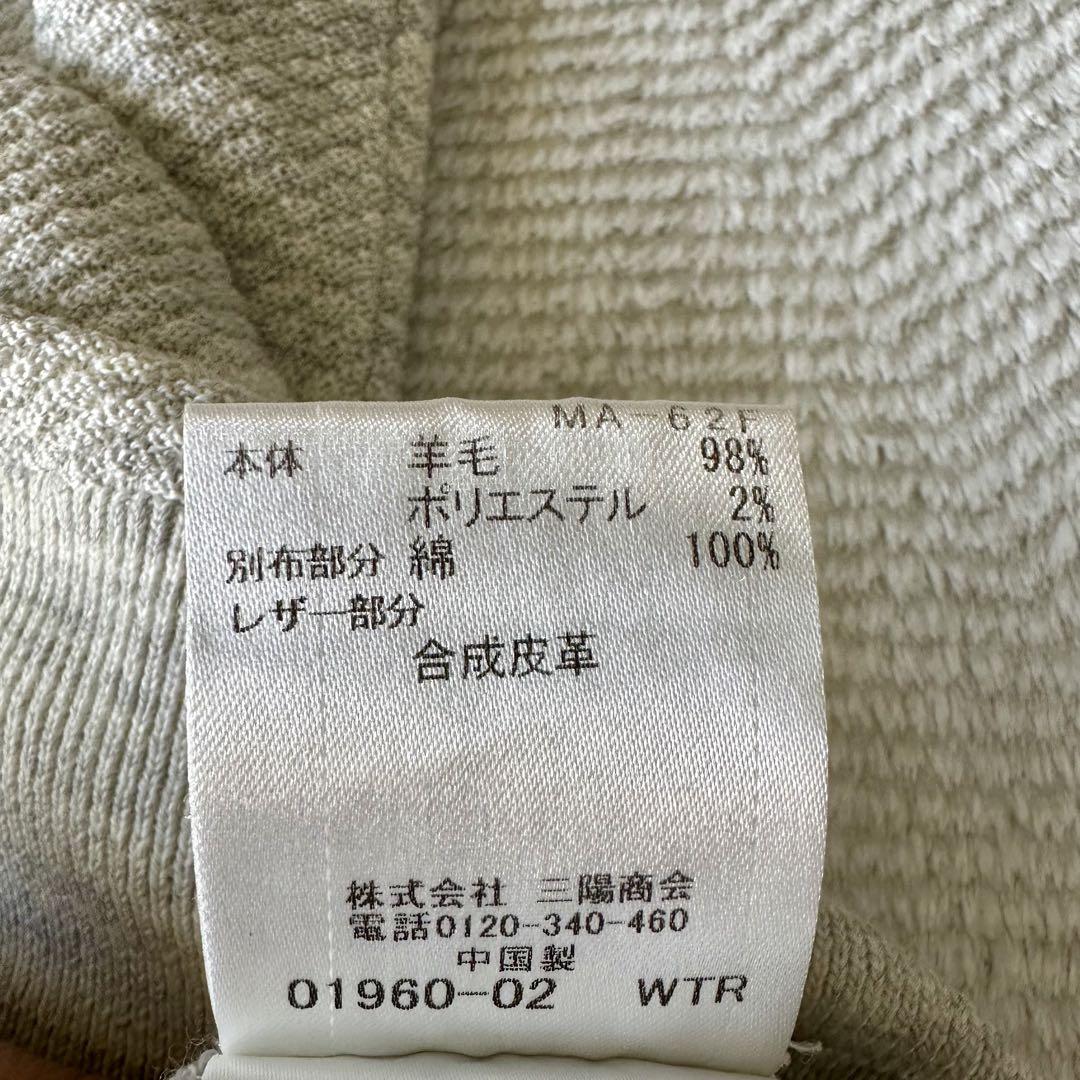 MA-62F
本体 羊毛 98%
ポリエステル 2%
別布部分 綿 100%
レザー部分
合成皮革
株式会社 三陽商会
電話0120-340-460
中国製
01960-02 WTR